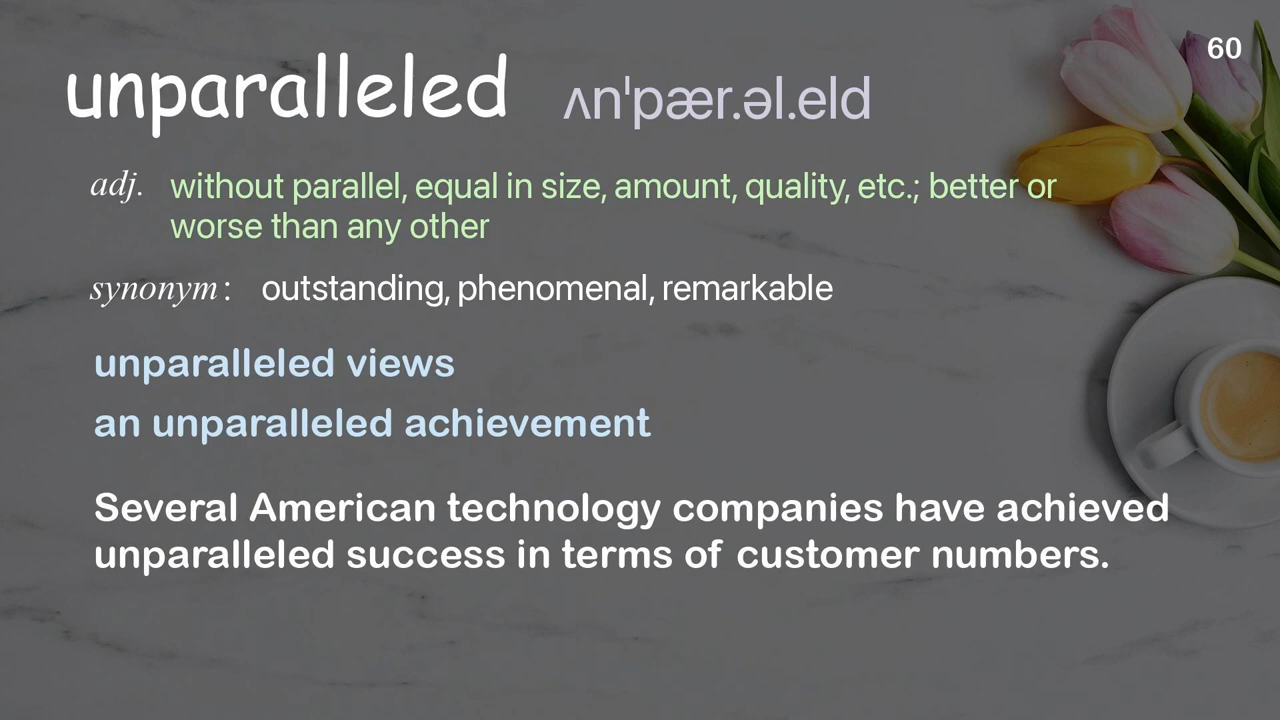 60
unparalleled ʌnˈpær.əl.eld
adj. without parallel, equal in size, amount, quality, etc.; better or
worse than any other
synonym: outstanding, phenomenal, remarkable
unparalleled views
an unparalleled achievement
Several American technology companies have achieved
unparalleled success in terms of customer numbers.